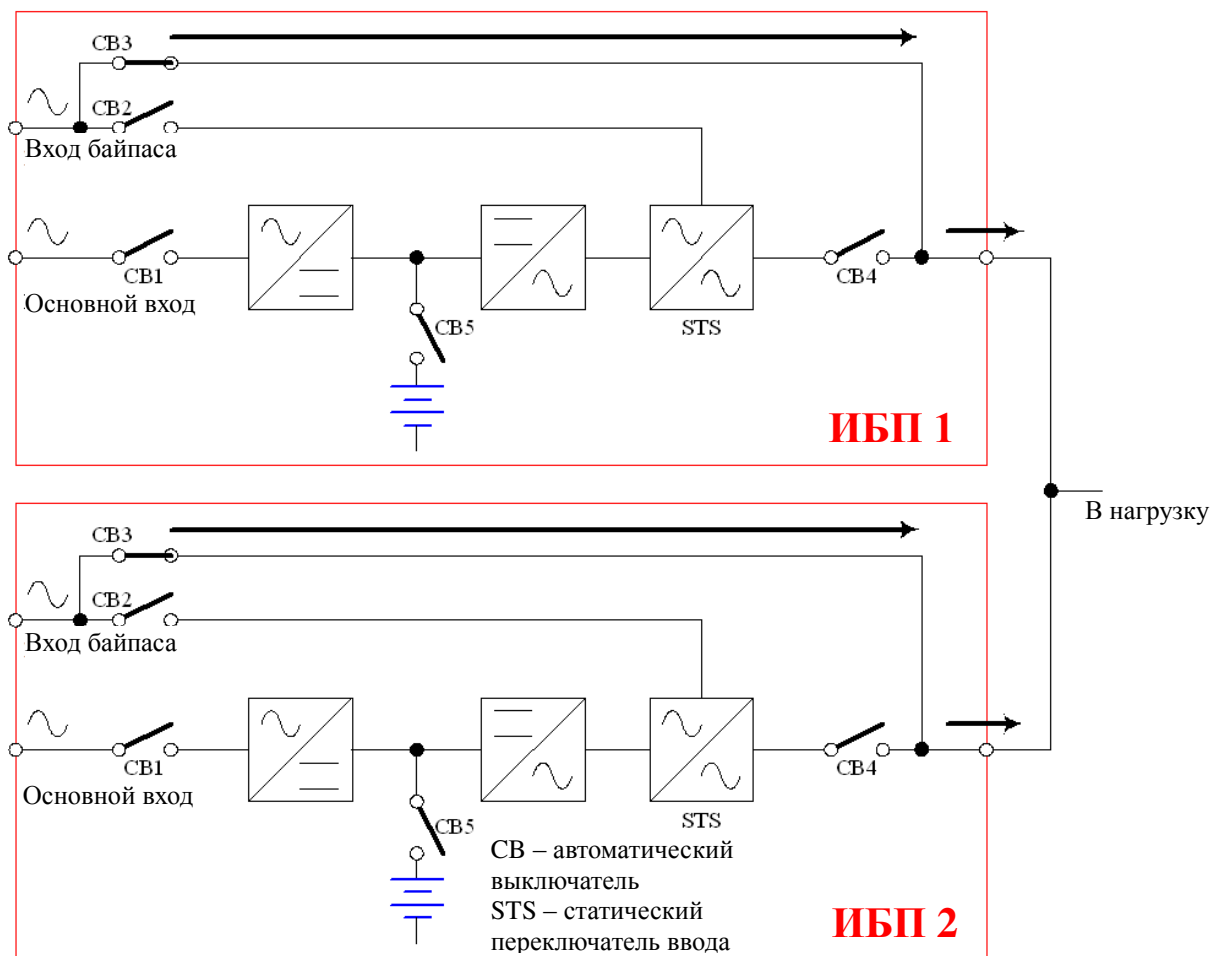 CB3
CB2
Вход байпаса
CB1
Основной вход
CB5
STS
CB4
ИБП 1
В нагрузку
CB3
CB2
Вход байпаса
CB1
Основной вход
CB5
STS
CB4
СВ – автоматический
выключатель
STS – статический
переключатель ввода
ИБП 2